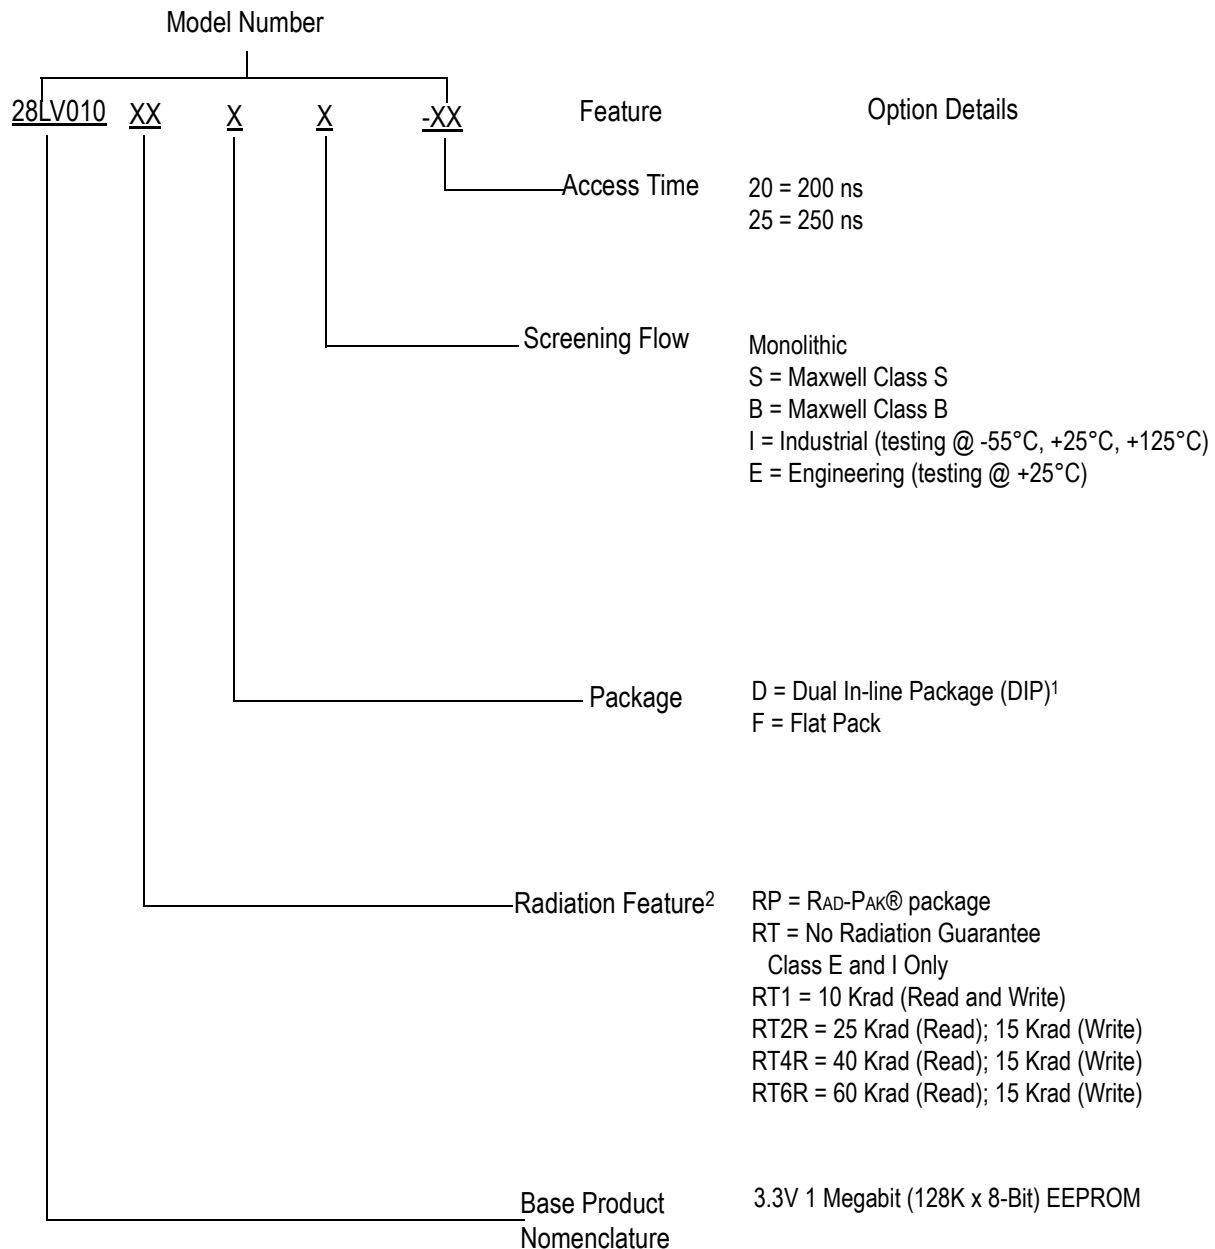 Model Number
28LV010 XX X X -XX Feature Option Details
Access Time
20 = 200 ns
25 = 250 ns
Screening Flow
Monolithic
S = Maxwell Class S
B = Maxwell Class B
I = Industrial (testing @ -55°C, +25°C, +125°C)
E = Engineering (testing @ +25°C)
Package
D = Dual In-line Package (DIP)1
F = Flat Pack
Radiation Feature2
RP = RAD-PAK® package
RT = No Radiation Guarantee
Class E and I Only
RT1 = 10 Krad (Read and Write)
RT2R = 25 Krad (Read); 15 Krad (Write)
RT4R = 40 Krad (Read); 15 Krad (Write)
RT6R = 60 Krad (Read); 15 Krad (Write)
Base Product
Nomenclature
3.3V 1 Megabit (128K x 8-Bit) EEPROM